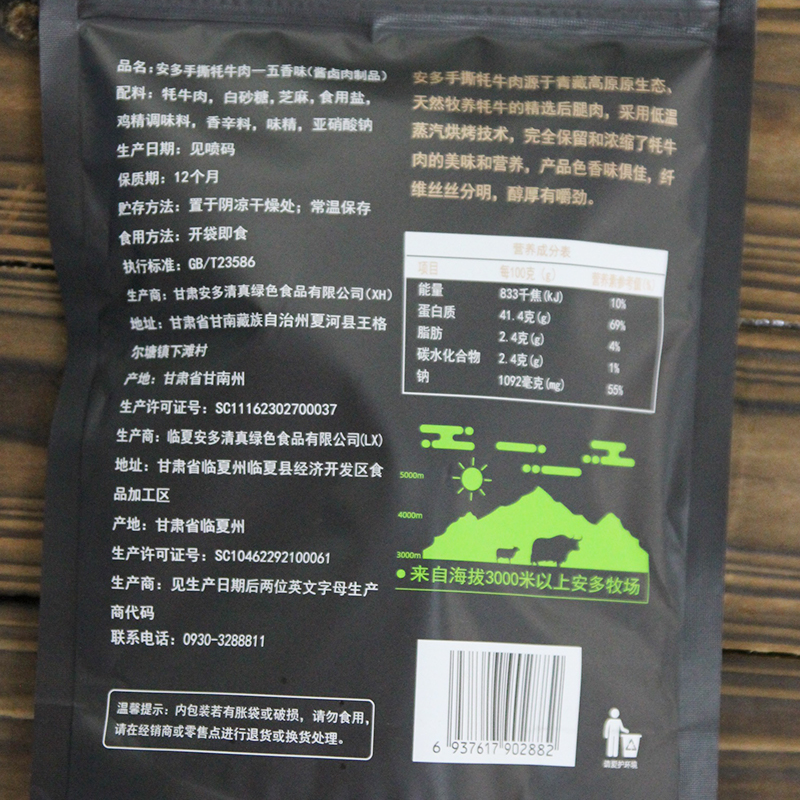 品名：安多手撕牦牛肉—五香味(酱卤肉制品)
配料：牦牛肉，白砂糖，芝麻，食用盐，
鸡精调味料，香辛料，味精，亚硝酸钠
生产日期：见喷码
保质期：12个月
贮存方法：置于阴凉干燥处；常温保存
食用方法：开袋即食
执行标准：GB/T23586
生产商：甘肃安多清真绿色食品有限公司(XH)
地址：甘肃省甘南藏族自治州夏河县王格
尔塘镇下滩村
产地：甘肃省甘南州
生产许可证号：SC11162302700037
生产商：临夏安多清真绿色食品有限公司(LX)
地址：甘肃省临夏州临夏县经济开发区食
品加工区
产地：甘肃省临夏州
生产许可证号：SC10462292100061
生产商：见生产日期后两位英文字母生产
商代码
联系电话：0930-3288811
温馨提示：内包装若有胀袋或破损，请勿食用，
请在经销商或零售点进行退货或换货处理。
安多手撕牦牛肉源于青藏高原原生态、
天然牧养牦牛的精选后腿肉，采用低温
蒸汽烘烤技术，完全保留和浓缩了牦牛
肉的美味和营养，产品色香味俱佳，纤
维丝丝分明，醇厚有嚼劲。
营养成分表
项目 每100克（g） 营养素参考值(%)
能量 833千焦(kJ) 10%
蛋白质 41.4克(g) 69%
脂肪 2.4克(g) 4%
碳水化合物 2.4克(g) 1%
钠 1092毫克(mg) 55%
5000m
4000m
3000m
来自海拔3000米以上安多牧场
6 937617 902882
请爱护环境